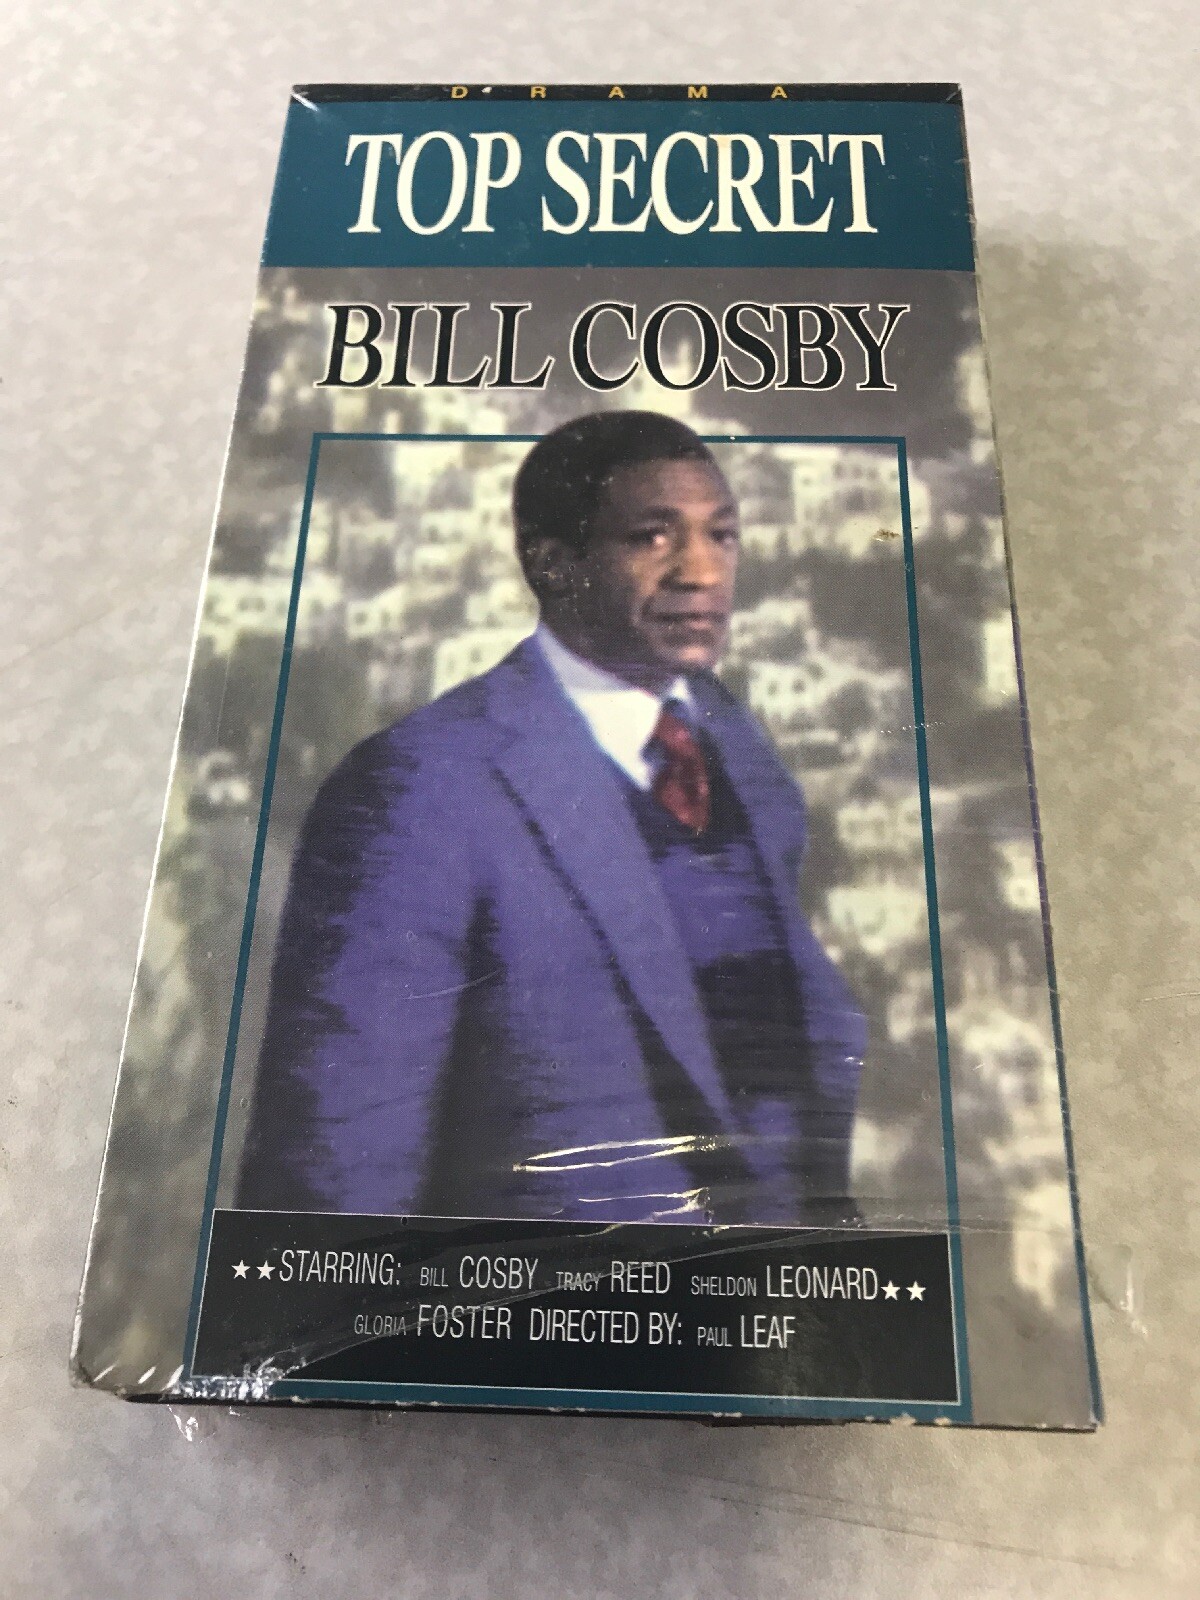 DRAMA
TOP SECRET
BILL COSBY
★★STARRING: BILL COSBY TRACY REED SHELDON LEONARD★★
GLORIA FOSTER DIRECTED BY: PAUL LEAF